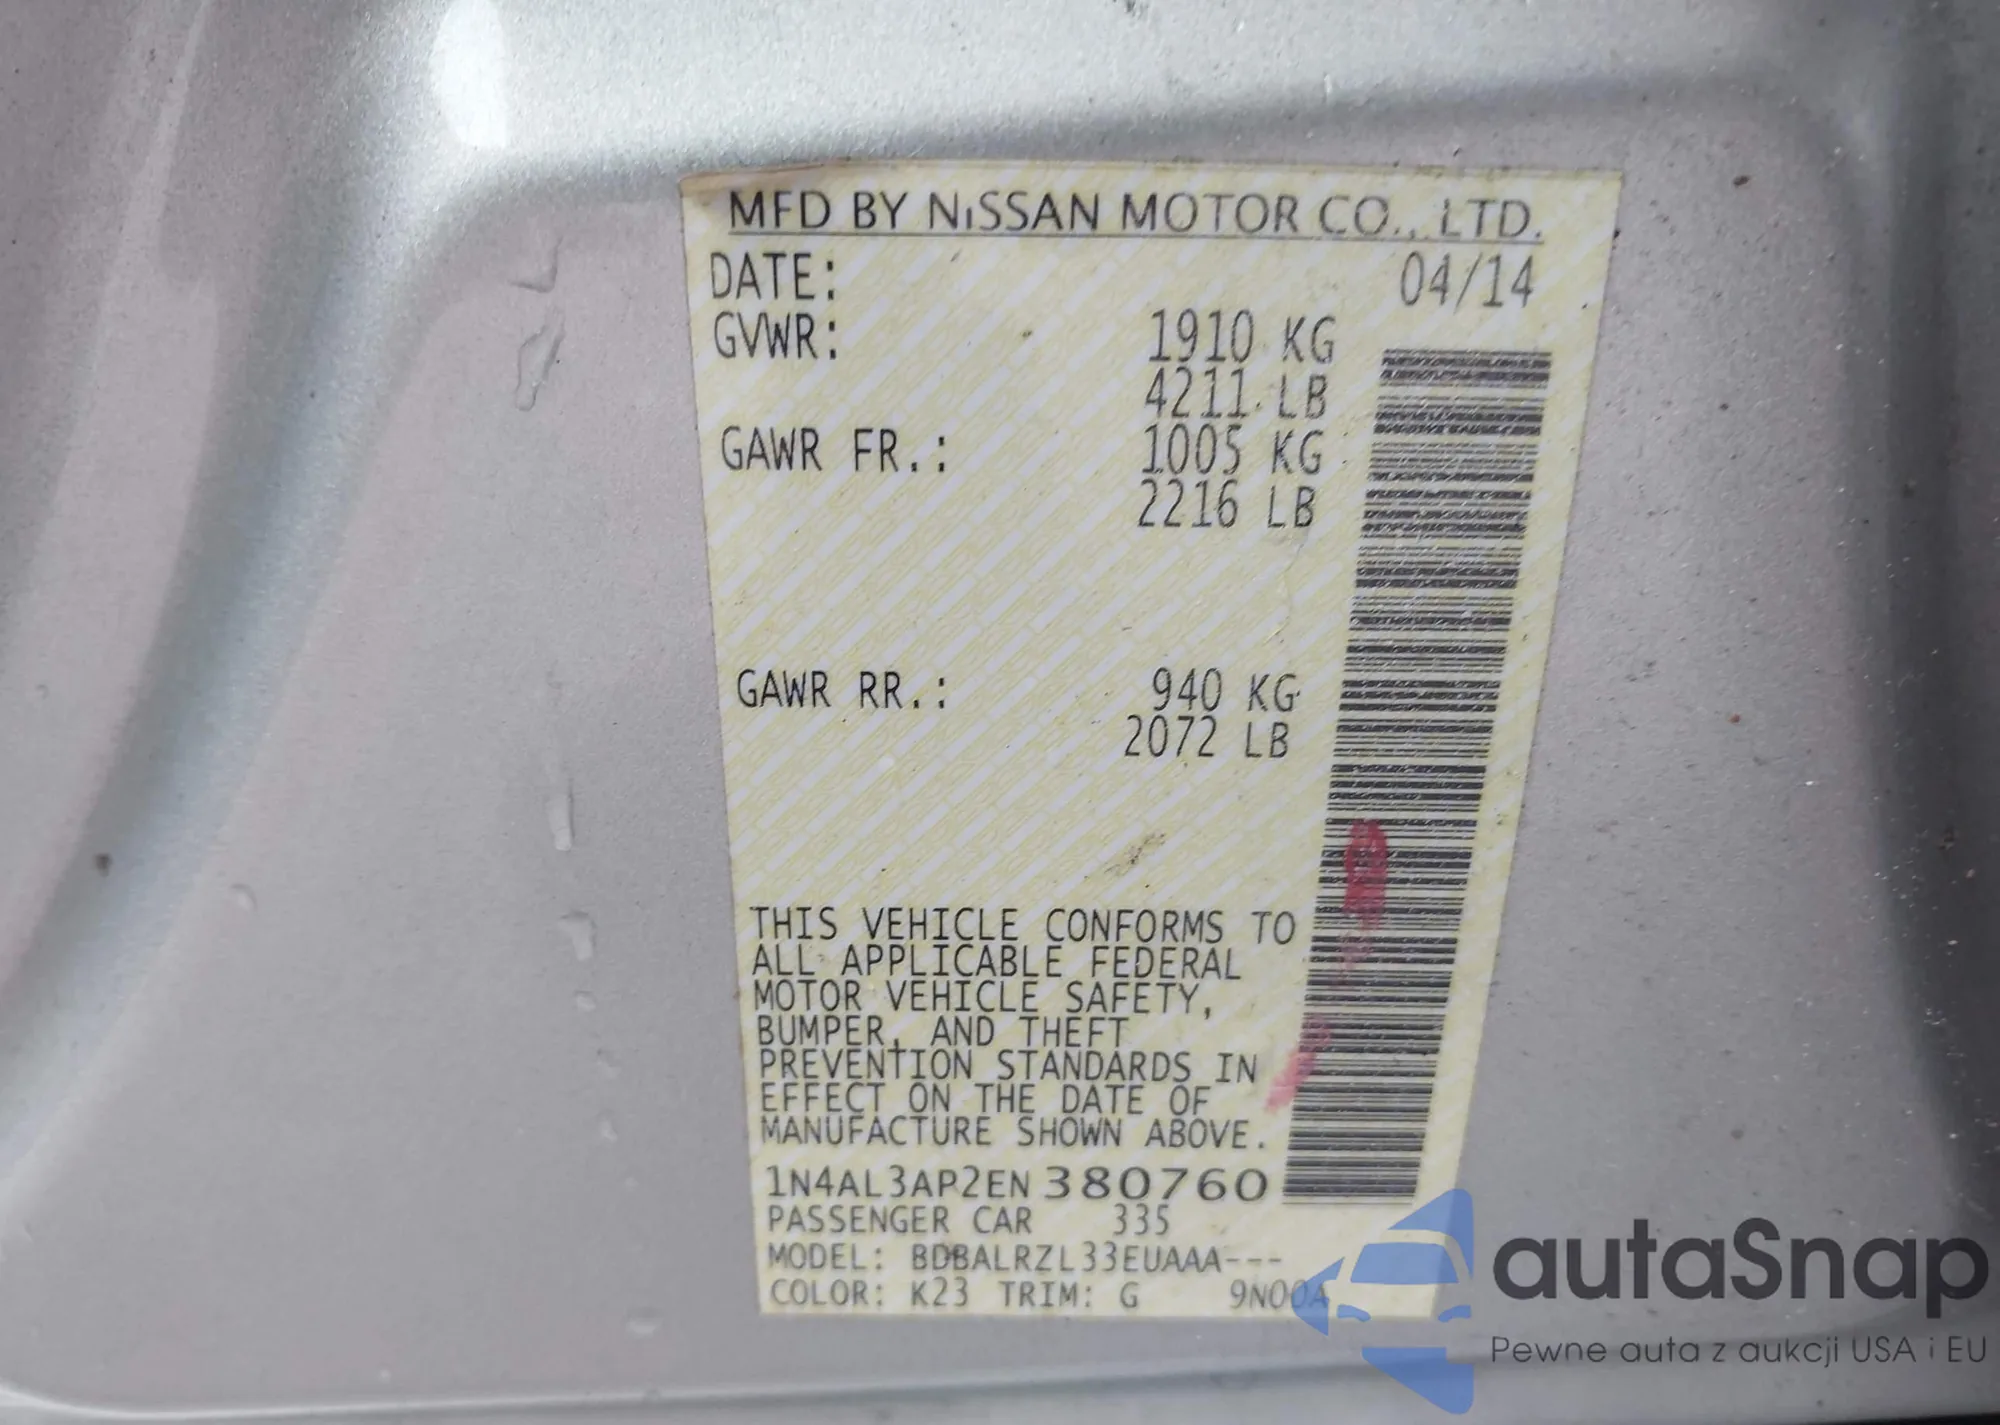 MFD BY NISSAN MOTOR CO., LTD.
DATE: 04/14
GVWR: 1910 KG
4211 LB
GAWR FR.: 1005 KG
2216 LB
GAWR RR.: 940 KG
2072 LB
THIS VEHICLE CONFORMS TO
ALL APPLICABLE FEDERAL
MOTOR VEHICLE SAFETY,
BUMPER, AND THEFT
PREVENTION STANDARDS IN
EFFECT ON THE DATE OF
MANUFACTURE SHOWN ABOVE.
1N4AL3AP2EN380760
PASSENGER CAR 335
MODEL: BDBALRZL33EUAAA---
COLOR: K23 TRIM: G 9N00A
autaSnap
Pewne auta z aukcji USA i EU